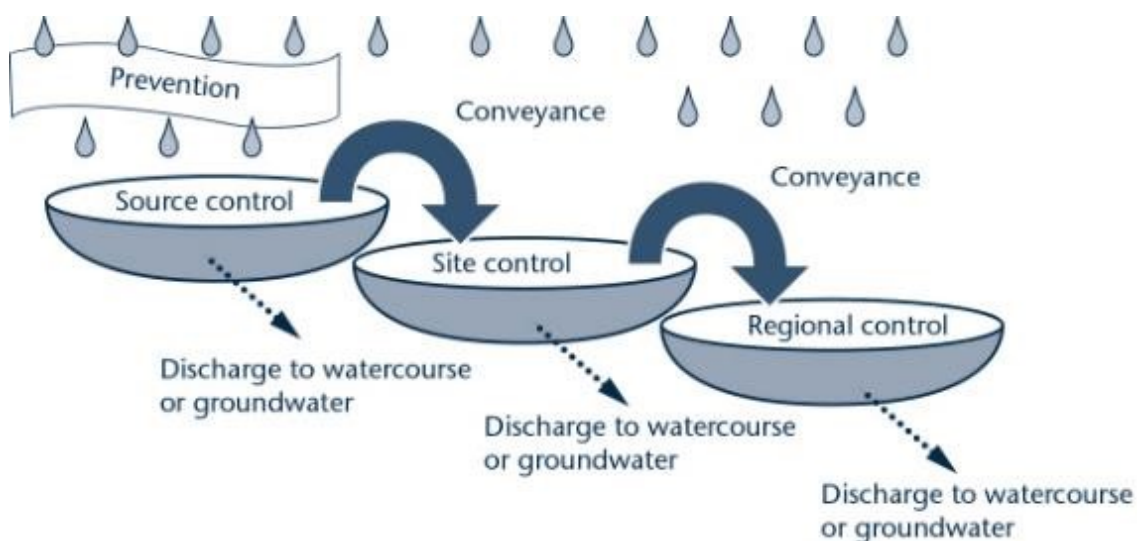 Prevention
Conveyance
Conveyance
Source control
Site control
Regional control
Discharge to watercourse
or groundwater
Discharge to watercourse
or groundwater
Discharge to watercourse
or groundwater